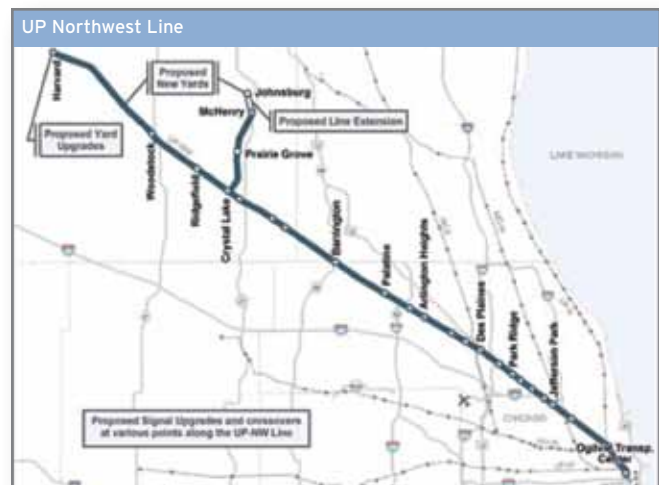 UP Northwest Line
Harvard
Proposed
New Yards
Johnsburg
McHenry
Proposed Line Extension
Proposed Yard
Upgrades
Prairie Grove
Woodstock
Ridgefield
Crystal Lake
LAKE MICHIGAN
Barrington
Palatine
Arlington Heights
Des Plaines
Park Ridge
Jefferson Park
CHICAGO
Proposed Signal Upgrades and crossovers
at various points along the UP-NW Line
Ogilvie Transp.
Center